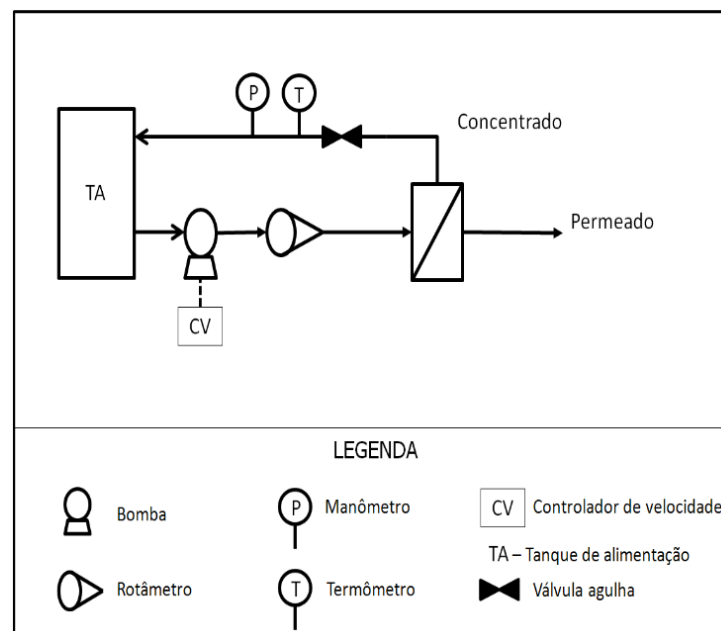 P
T
Concentrado
TA
Permeado
CV
LEGENDA
Bomba
P
Manômetro
CV
Controlador de velocidade
TA – Tanque de alimentação
Rotâmetro
T
Termômetro
Válvula agulha